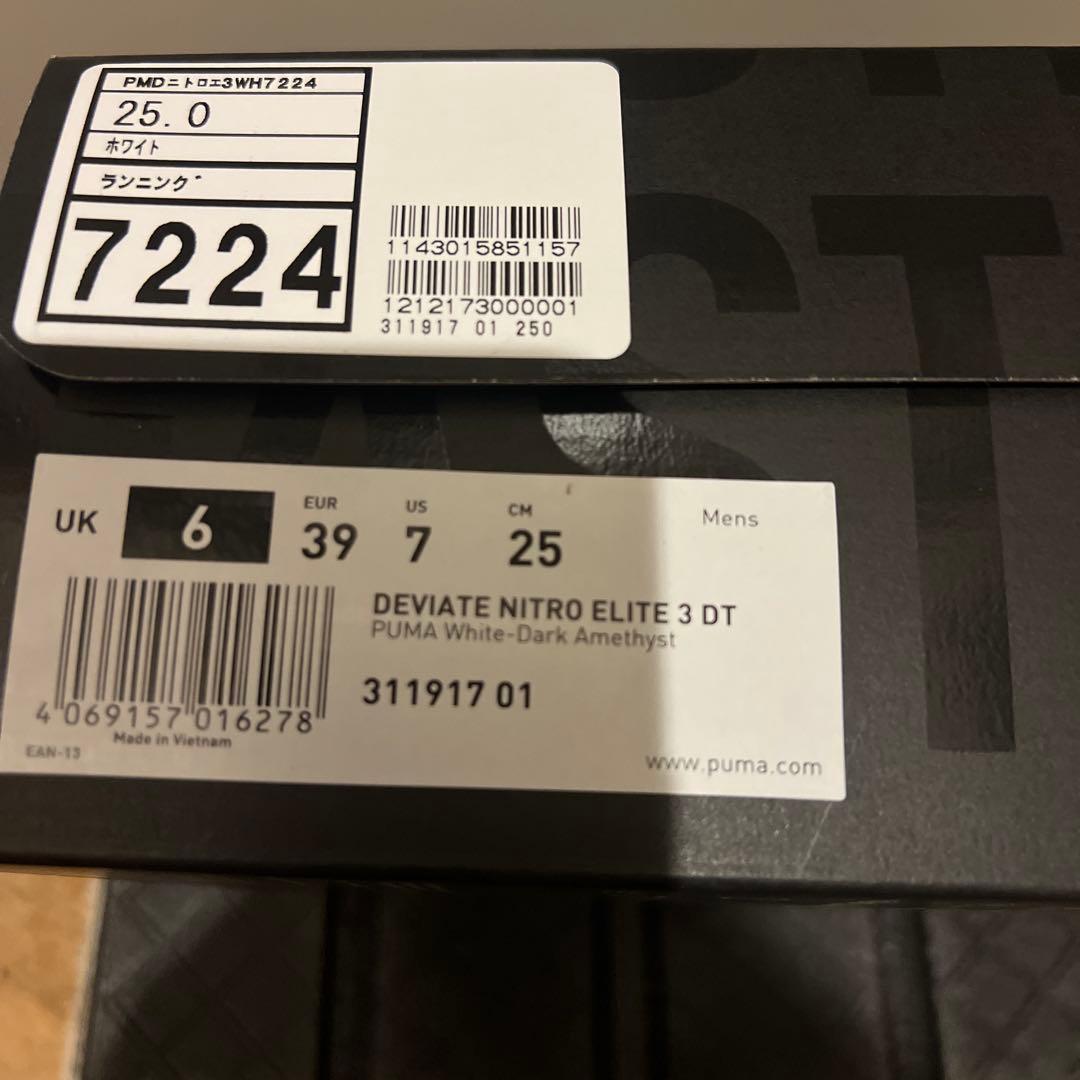 PMDニトロエ3WH7224
25.0
ホワイト
ランニング
7224
1143015851157
1212173000001
311917 01 250
ST
UK 6 EUR 39 US 7 CM 25 Mens
DEVIATE NITRO ELITE 3 DT
PUMA White-Dark Amethyst
311917 01
4 069157 016278
Made in Vietnam
EAN-13
www.puma.com